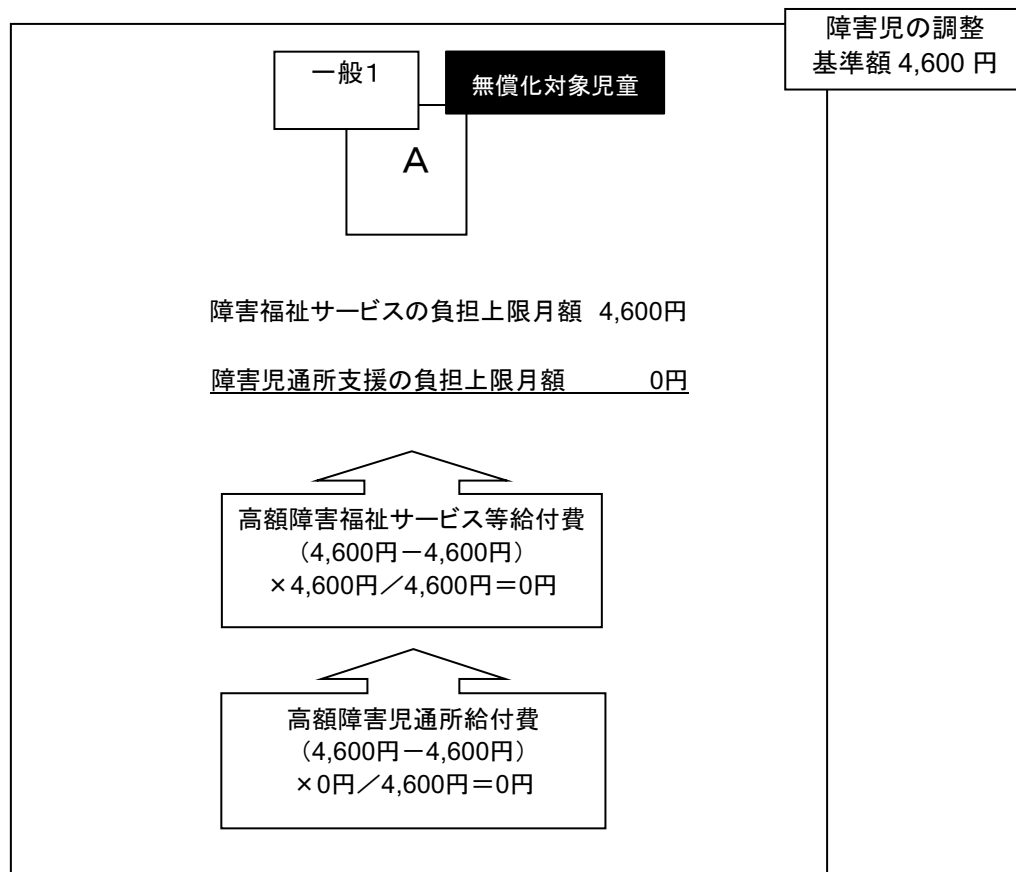 障害児の調整
基準額 4,600 円
一般1
無償化対象児童
A
障害福祉サービスの負担上限月額 4,600円
障害児通所支援の負担上限月額 0円
高額障害福祉サービス等給付費
（4,600円－4,600円）
×4,600円／4,600円＝0円
高額障害児通所給付費
（4,600円－4,600円）
×0円／4,600円＝0円